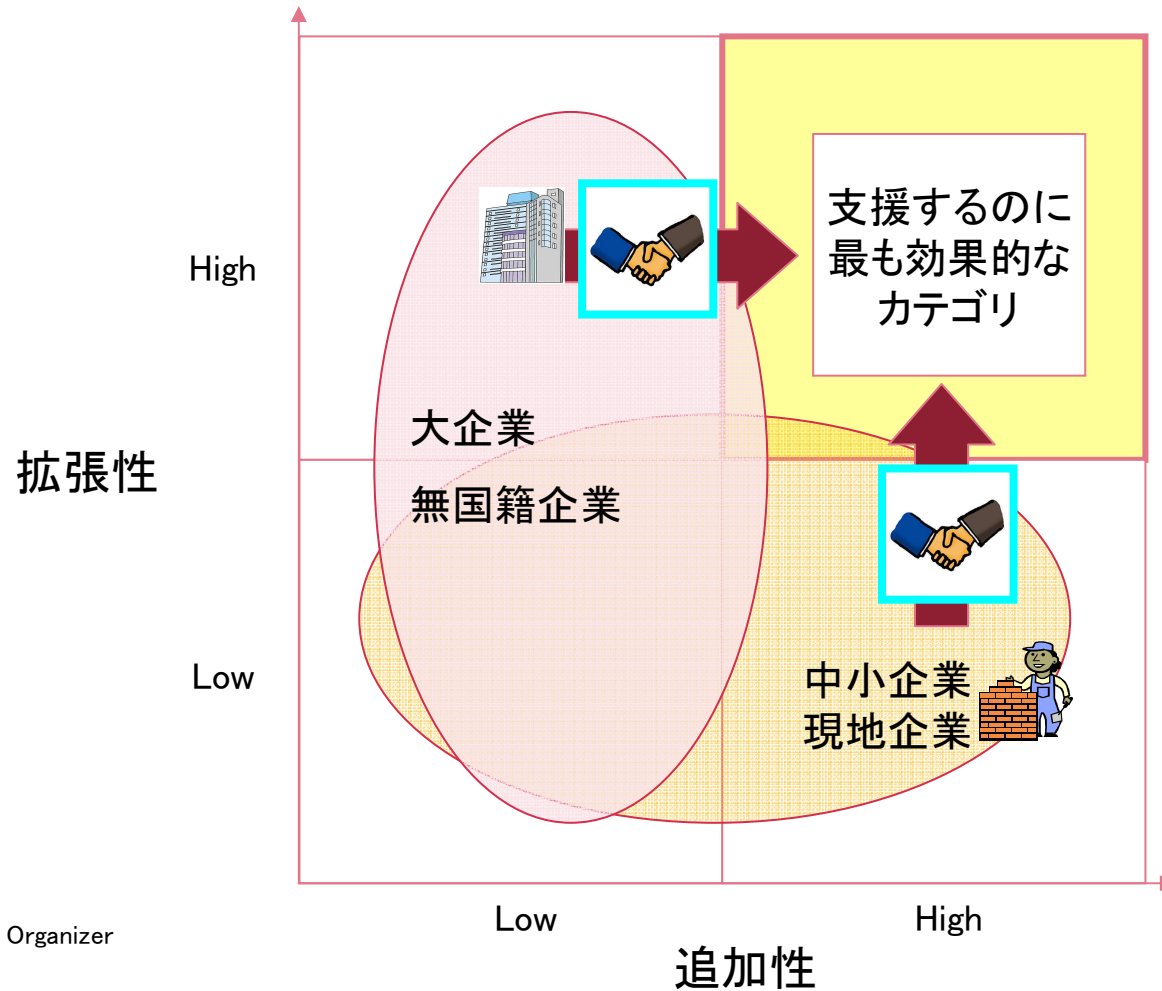 High
支援するのに
最も効果的な
カテゴリ
大企業
拡張性
無国籍企業
Low
中小企業
現地企業
Low
High
Organizer
追加性